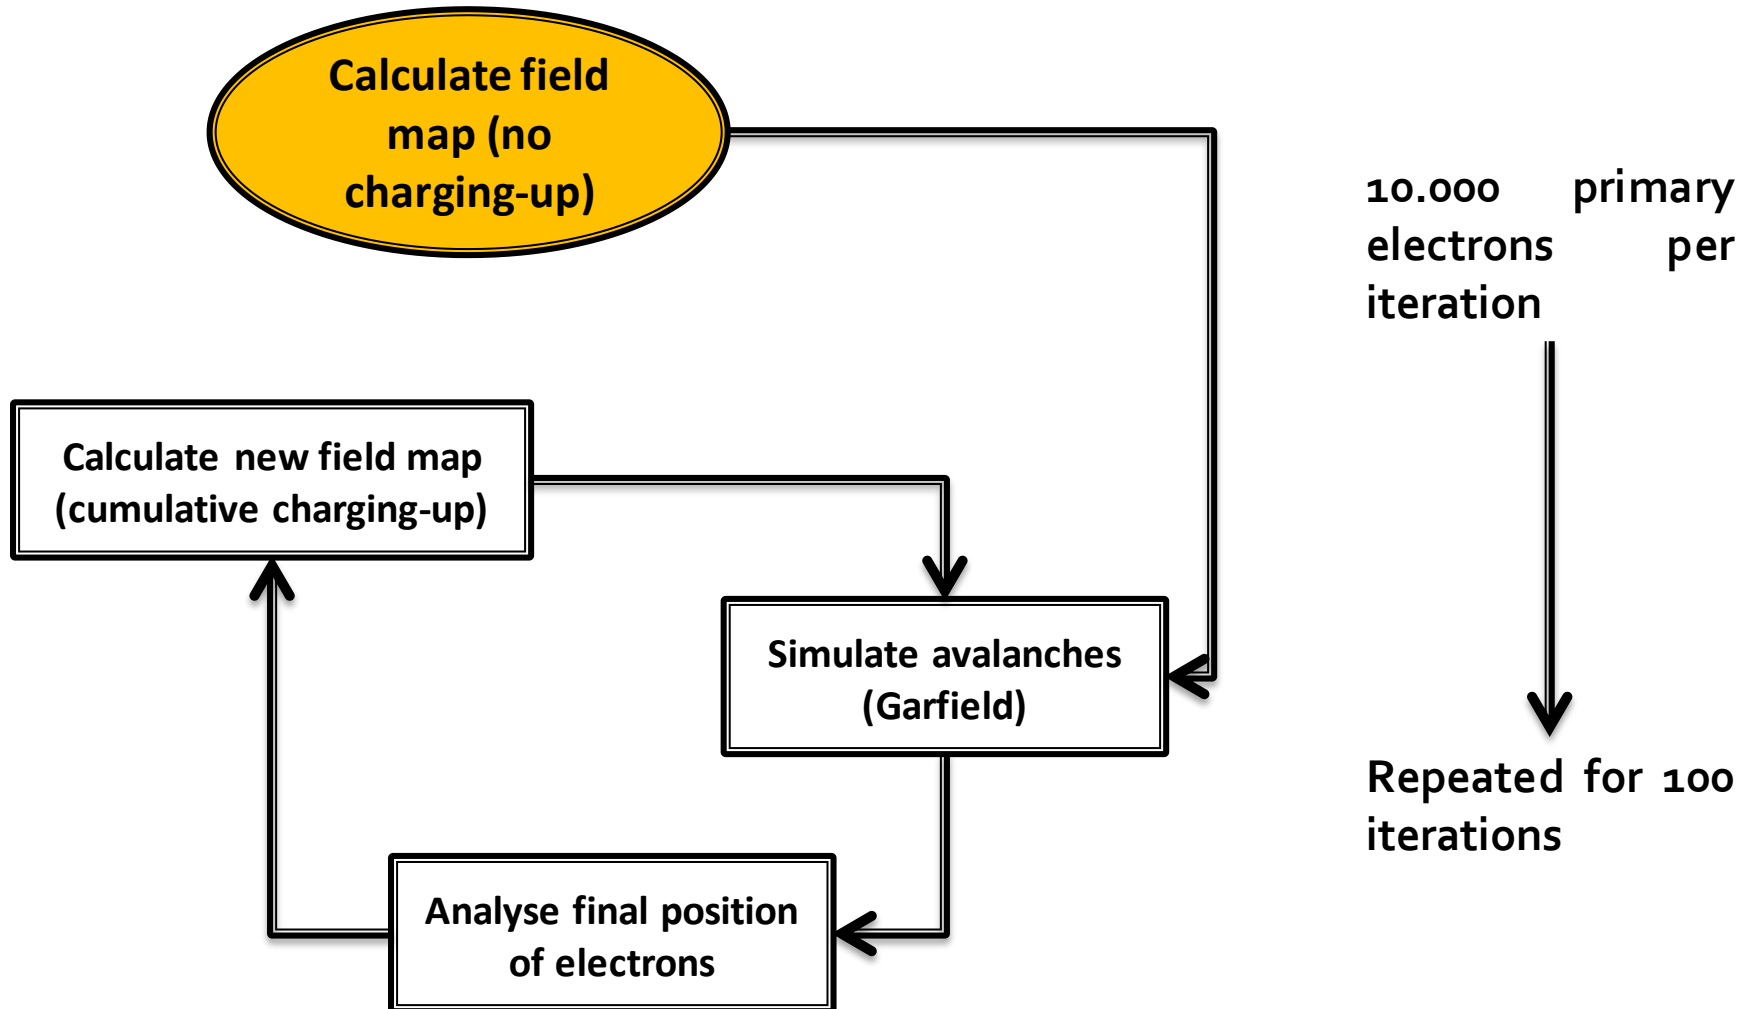 Calculate field
map (no
charging-up)
10.000 primary
electrons per
iteration
Calculate new field map
(cumulative charging-up)
Simulate avalanches
(Garfield)
Repeated for 100
iterations
Analyse final position
of electrons